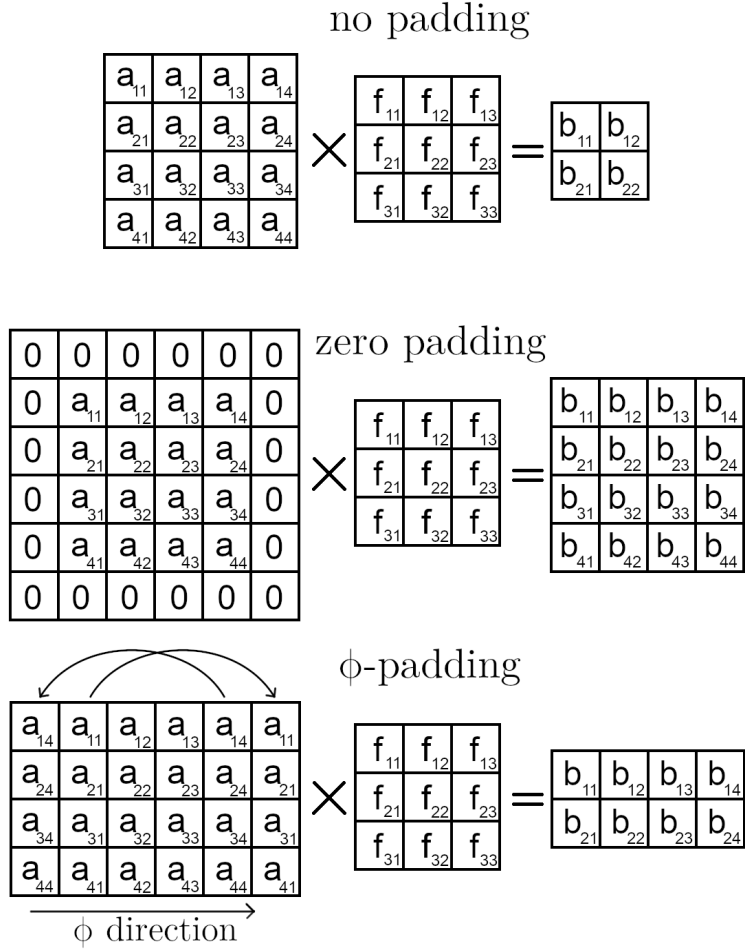 no padding
a11 a12 a13 a14
a21 a22 a23 a24
a31 a32 a33 a34
a41 a42 a43 a44
×
f11 f12 f13
f21 f22 f23
f31 f32 f33
=
b11 b12
b21 b22
zero padding
0 0 0 0 0 0
0 a11 a12 a13 a14 0
0 a21 a22 a23 a24 0
0 a31 a32 a33 a34 0
0 a41 a42 a43 a44 0
0 0 0 0 0 0
×
f11 f12 f13
f21 f22 f23
f31 f32 f33
=
b11 b12 b13 b14
b21 b22 b23 b24
b31 b32 b33 b34
b41 b42 b43 b44
ϕ-padding
a14 a11 a12 a13 a14 a11
a24 a21 a22 a23 a24 a21
a34 a31 a32 a33 a34 a31
a44 a41 a42 a43 a44 a41
×
f11 f12 f13
f21 f22 f23
f31 f32 f33
=
b11 b12 b13 b14
b21 b22 b23 b24
ϕ direction